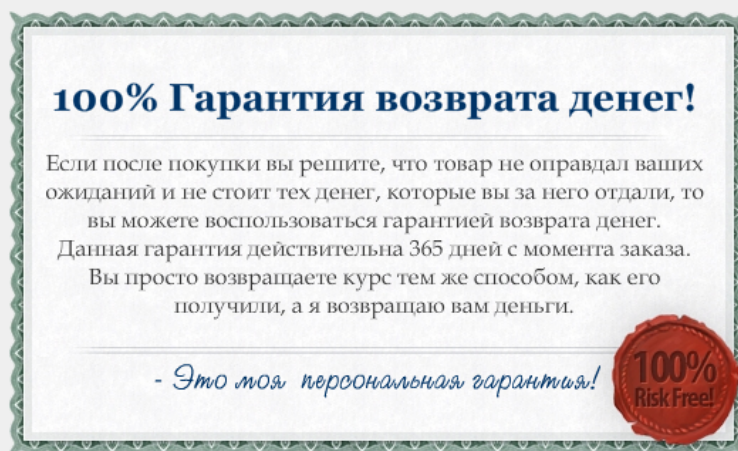 100% Гарантия возврата денег!
Если после покупки вы решите, что товар не оправдал ваших
ожиданий и не стоит тех денег, которые вы за него отдали, то
вы можете воспользоваться гарантией возврата денег.
Данная гарантия действительна 365 дней с момента заказа.
Вы просто возвращаете курс тем же способом, как его
получили, а я возвращаю вам деньги.
- Это моя персональная гарантия!
100%
Risk Free!